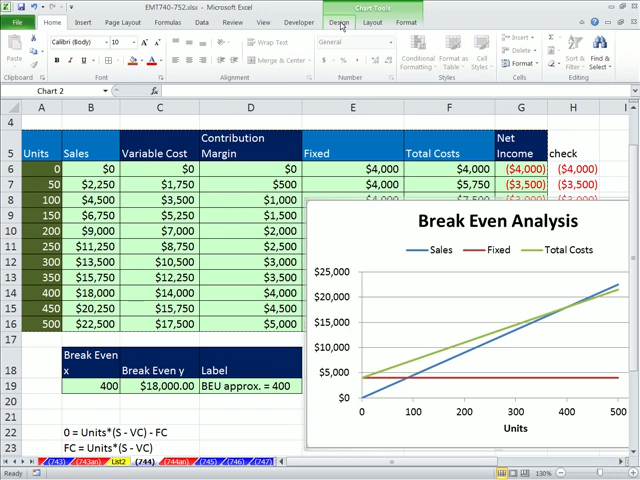 EMT740-752.xlsx - Microsoft Excel
Chart Tools
File Home Insert Page Layout Formulas Data Review View Developer Design Layout Format
Calibri (Body) 10 Wrap Text General Insert
Paste B I U Merge & Center $ % , Conditional Formatting Format as Table Cell Styles Delete Format Sort & Filter Find & Select
Clipboard Font Alignment Number Styles Cells Editing
Chart 2 fx
A B C D E F G H I
4
5 Units Sales Variable Cost Contribution Margin Fixed Total Costs Net Income check
6 0 $0 $0 $0 $4,000 $4,000 ($4,000) ($4,000)
7 50 $2,250 $1,750 $500 $4,000 $5,750 ($3,500) ($3,500)
8 100 $4,500 $3,500 $1,000
9 150 $6,750 $5,250 $1,500
10 200 $9,000 $7,000 $2,000
11 250 $11,250 $8,750 $2,500
12 300 $13,500 $10,500 $3,000
13 350 $15,750 $12,250 $3,500
14 400 $18,000 $14,000 $4,000
15 450 $20,250 $15,750 $4,500
16 500 $22,500 $17,500 $5,000
17
18 Break Even x Break Even y Label
19 400 $18,000.00 BEU approx. = 400
20
21
22 0 = Units*(S - VC) - FC
23 FC = Units*(S - VC)
Break Even Analysis
Sales Fixed Total Costs
$25,000
$20,000
$15,000
$10,000
$5,000
$0
0 100 200 300 400 500
Units
(743) (743an) List2 (744) (744an) (745) (746) (747)
Ready 130%